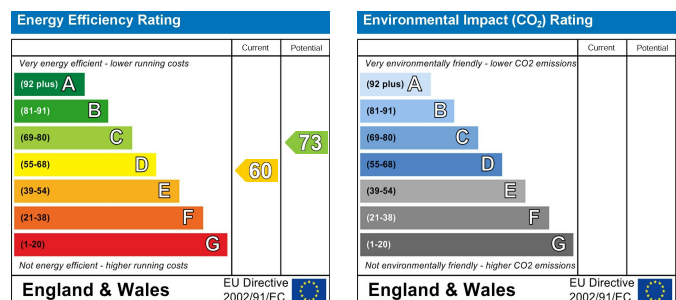 Energy Efficiency Rating
Current Potential
Very energy efficient - lower running costs
(92 plus) A
(81-91) B
(69-80) C
73
(55-68) D
60
(39-54) E
(21-38) F
(1-20) G
Not energy efficient - higher running costs
England & Wales
EU Directive
2002/91/EC
Environmental Impact (CO₂) Rating
Current Potential
Very environmentally friendly - lower CO2 emissions
(92 plus) A
(81-91) B
(69-80) C
(55-68) D
(39-54) E
(21-38) F
(1-20) G
Not environmentally friendly - higher CO2 emissions
England & Wales
EU Directive
2002/91/EC